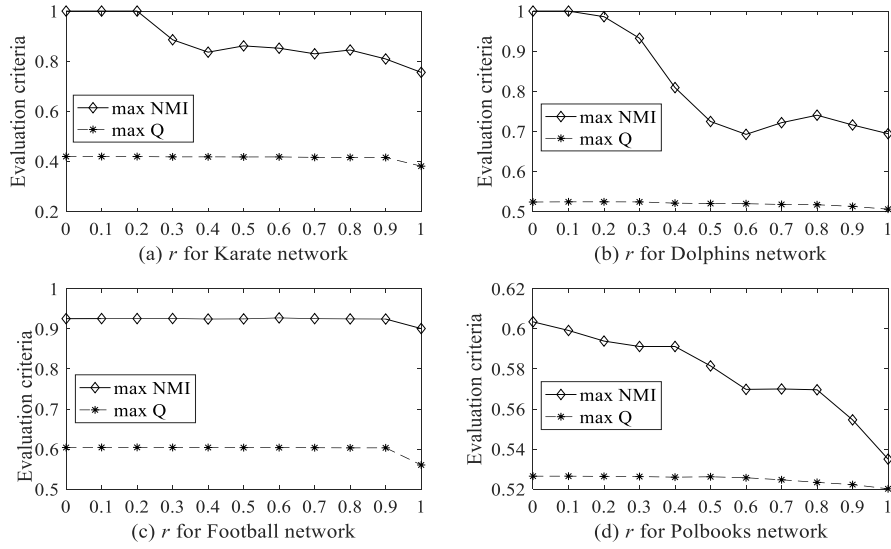 Evaluation criteria
1
0.8
0.6
0.4
0.2
max NMI
max Q
0 0.1 0.2 0.3 0.4 0.5 0.6 0.7 0.8 0.9 1
(a) r for Karate network
Evaluation criteria
1
0.9
0.8
0.7
0.6
0.5
max NMI
max Q
0 0.1 0.2 0.3 0.4 0.5 0.6 0.7 0.8 0.9 1
(b) r for Dolphins network
Evaluation criteria
1
0.9
0.8
0.7
0.6
0.5
max NMI
max Q
0 0.1 0.2 0.3 0.4 0.5 0.6 0.7 0.8 0.9 1
(c) r for Football network
Evaluation criteria
0.62
0.6
0.58
0.56
0.54
0.52
max NMI
max Q
0 0.1 0.2 0.3 0.4 0.5 0.6 0.7 0.8 0.9 1
(d) r for Polbooks network